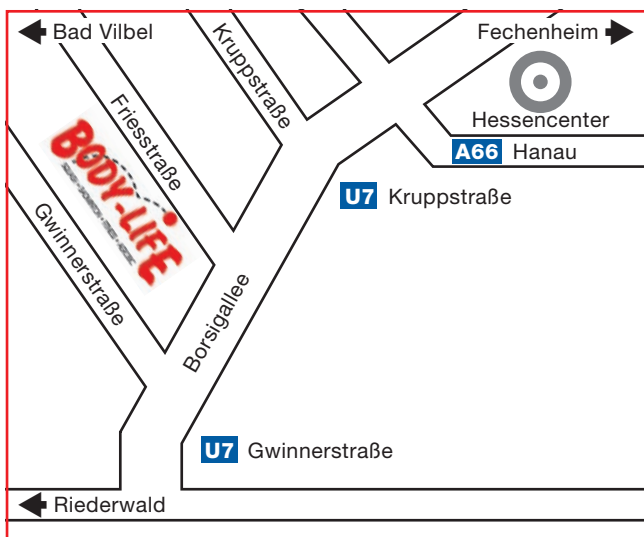 Bad Vilbel
Fechenheim
Kruppstraße
Hessencenter
Friesstraße
A66 Hanau
BODY-LIFE
U7 Kruppstraße
Gwinnerstraße
Borsigallee
U7 Gwinnerstraße
Riederwald